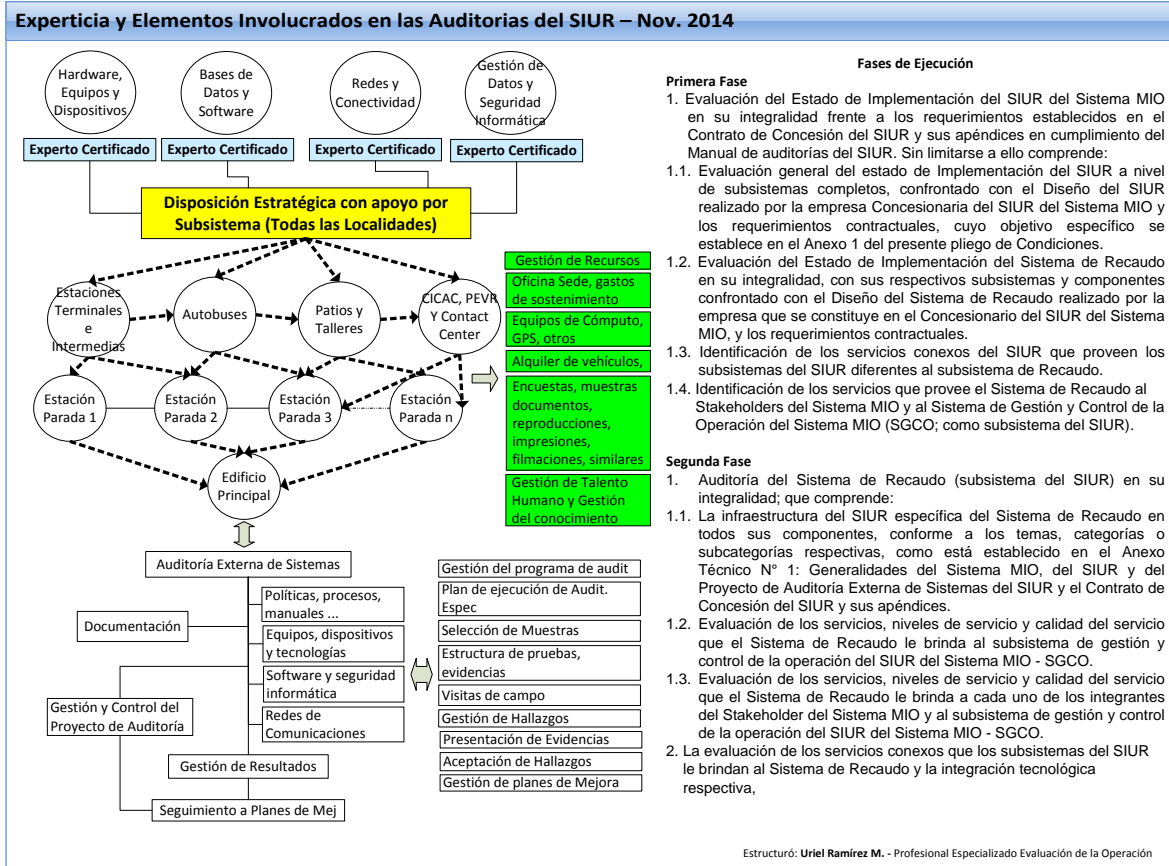 Experticia y Elementos Involucrados en las Auditorias del SIUR – Nov. 2014
Hardware,
Equipos y
Dispositivos
Bases de
Datos y
Software
Redes y
Conectividad
Gestión de
Datos y
Seguridad
Informática
Experto Certificado
Experto Certificado
Experto Certificado
Experto Certificado
Disposición Estratégica con apoyo por
Subsistema (Todas las Localidades)
Estaciones
Terminales
e
Intermedias
Autobuses
Patios y
Talleres
CICAC, PEVR
Y Contact
Center
Estación
Parada 1
Estación
Parada 2
Estación
Parada 3
Estación
Parada n
Edificio
Principal
Gestión de Recursos
Oficina Sede, gastos
de sostenimiento
Equipos de Cómputo,
GPS, otros
Alquiler de vehículos,
Encuestas, muestras
documentos,
reproducciones,
impresiones,
filmaciones, similares
Gestión de Talento
Humano y Gestión
del conocimiento
Auditoría Externa de Sistemas
Documentación
Políticas, procesos,
manuales ...
Equipos, dispositivos
y tecnologías
Software y seguridad
informática
Redes de
Comunicaciones
Gestión y Control del
Proyecto de Auditoría
Gestión de Resultados
Seguimiento a Planes de Mej
Gestión del programa de audit
Plan de ejecución de Audit.
Espec
Selección de Muestras
Estructura de pruebas,
evidencias
Visitas de campo
Gestión de Hallazgos
Presentación de Evidencias
Aceptación de Hallazgos
Gestión de planes de Mejora
Fases de Ejecución
Primera Fase
1. Evaluación del Estado de Implementación del SIUR del Sistema MIO
en su integralidad frente a los requerimientos establecidos en el
Contrato de Concesión del SIUR y sus apéndices en cumplimiento del
Manual de auditorías del SIUR. Sin limitarse a ello comprende:
1.1. Evaluación general del estado de Implementación del SIUR a nivel
de subsistemas completos, confrontado con el Diseño del SIUR
realizado por la empresa Concesionaria del SIUR del Sistema MIO y
los requerimientos contractuales, cuyo objetivo específico se
establece en el Anexo 1 del presente pliego de Condiciones.
1.2. Evaluación del Estado de Implementación del Sistema de Recaudo
en su integralidad, con sus respectivos subsistemas y componentes
confrontado con el Diseño del Sistema de Recaudo realizado por la
empresa que se constituye en el Concesionario del SIUR del Sistema
MIO, y los requerimientos contractuales.
1.3. Identificación de los servicios conexos del SIUR que proveen los
subsistemas del SIUR diferentes al subsistema de Recaudo.
1.4. Identificación de los servicios que provee el Sistema de Recaudo al
Stakeholders del Sistema MIO y al Sistema de Gestión y Control de la
Operación del Sistema MIO (SGCO; como subsistema del SIUR).
Segunda Fase
1. Auditoría del Sistema de Recaudo (subsistema del SIUR) en su
integralidad; que comprende:
1.1. La infraestructura del SIUR específica del Sistema de Recaudo en
todos sus componentes, conforme a los temas, categorías o
subcategorías respectivas, como está establecido en el Anexo
Técnico N° 1: Generalidades del Sistema MIO, del SIUR y del
Proyecto de Auditoría Externa de Sistemas del SIUR y el Contrato de
Concesión del SIUR y sus apéndices.
1.2. Evaluación de los servicios, niveles de servicio y calidad del servicio
que el Sistema de Recaudo le brinda al subsistema de gestión y
control de la operación del SIUR del Sistema MIO - SGCO.
1.3. Evaluación de los servicios, niveles de servicio y calidad del servicio
que el Sistema de Recaudo le brinda a cada uno de los integrantes
del Stakeholder del Sistema MIO y al subsistema de gestión y control
de la operación del SIUR del Sistema MIO - SGCO.
2. La evaluación de los servicios conexos que los subsistemas del SIUR
le brindan al Sistema de Recaudo y la integración tecnológica
respectiva,
Estructuró: Uriel Ramírez M. - Profesional Especializado Evaluación de la Operación